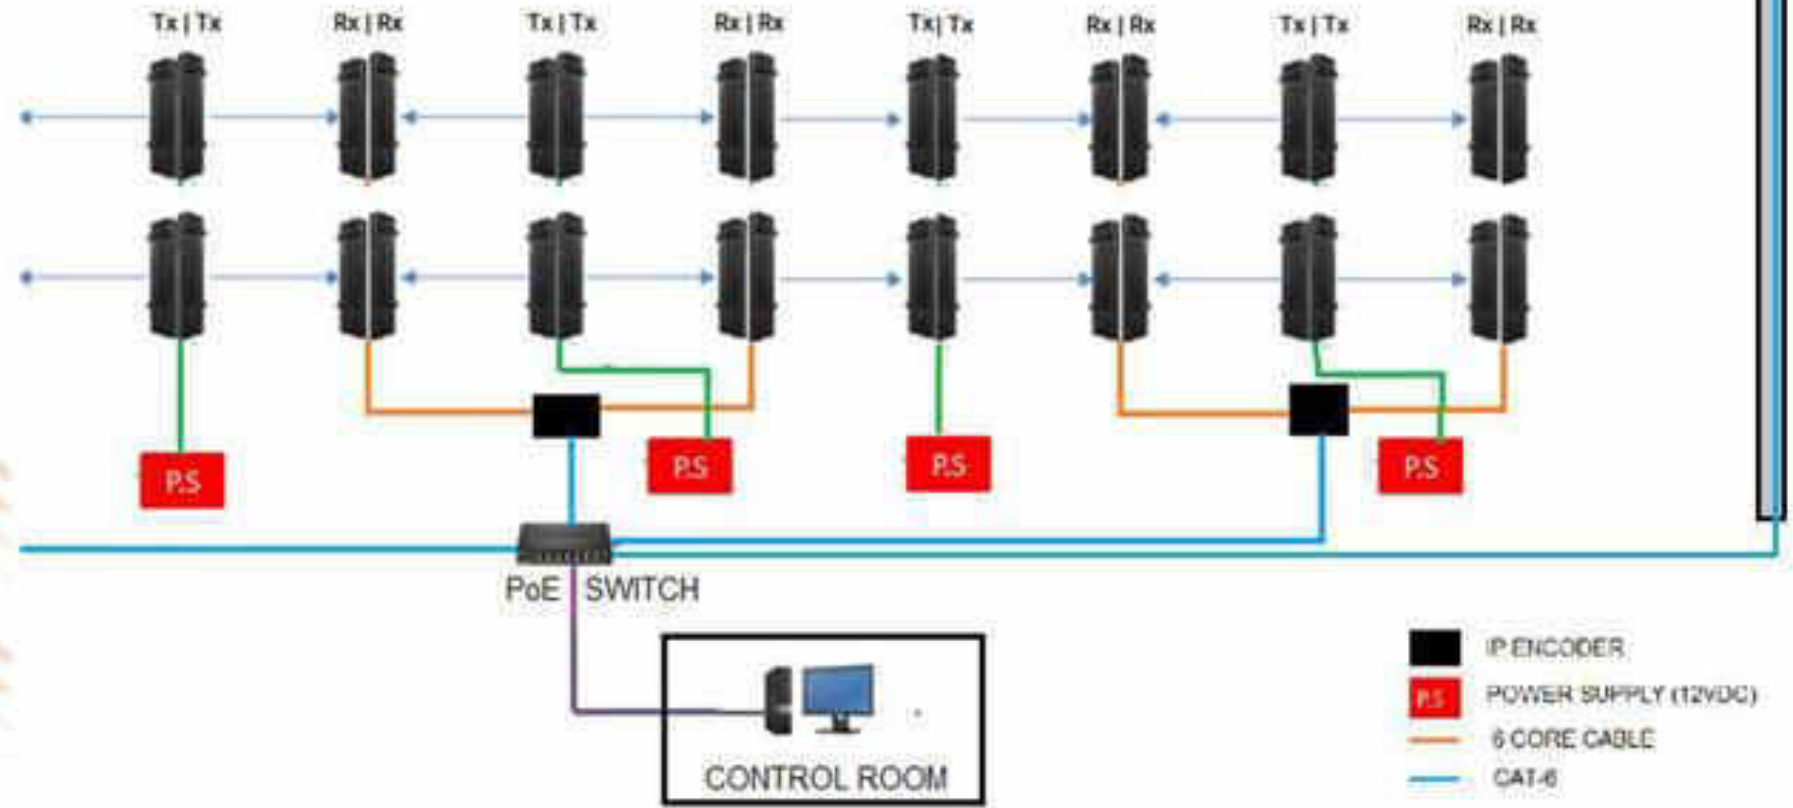 Tx | Tx Rx | Rx Tx | Tx Rx | Rx Tx | Tx Rx | Rx Tx | Tx Rx | Rx
P.S P.S P.S P.S
PoE SWITCH
CONTROL ROOM
IP ENCODER
P.S POWER SUPPLY (12VDC)
6 CORE CABLE
CAT-6